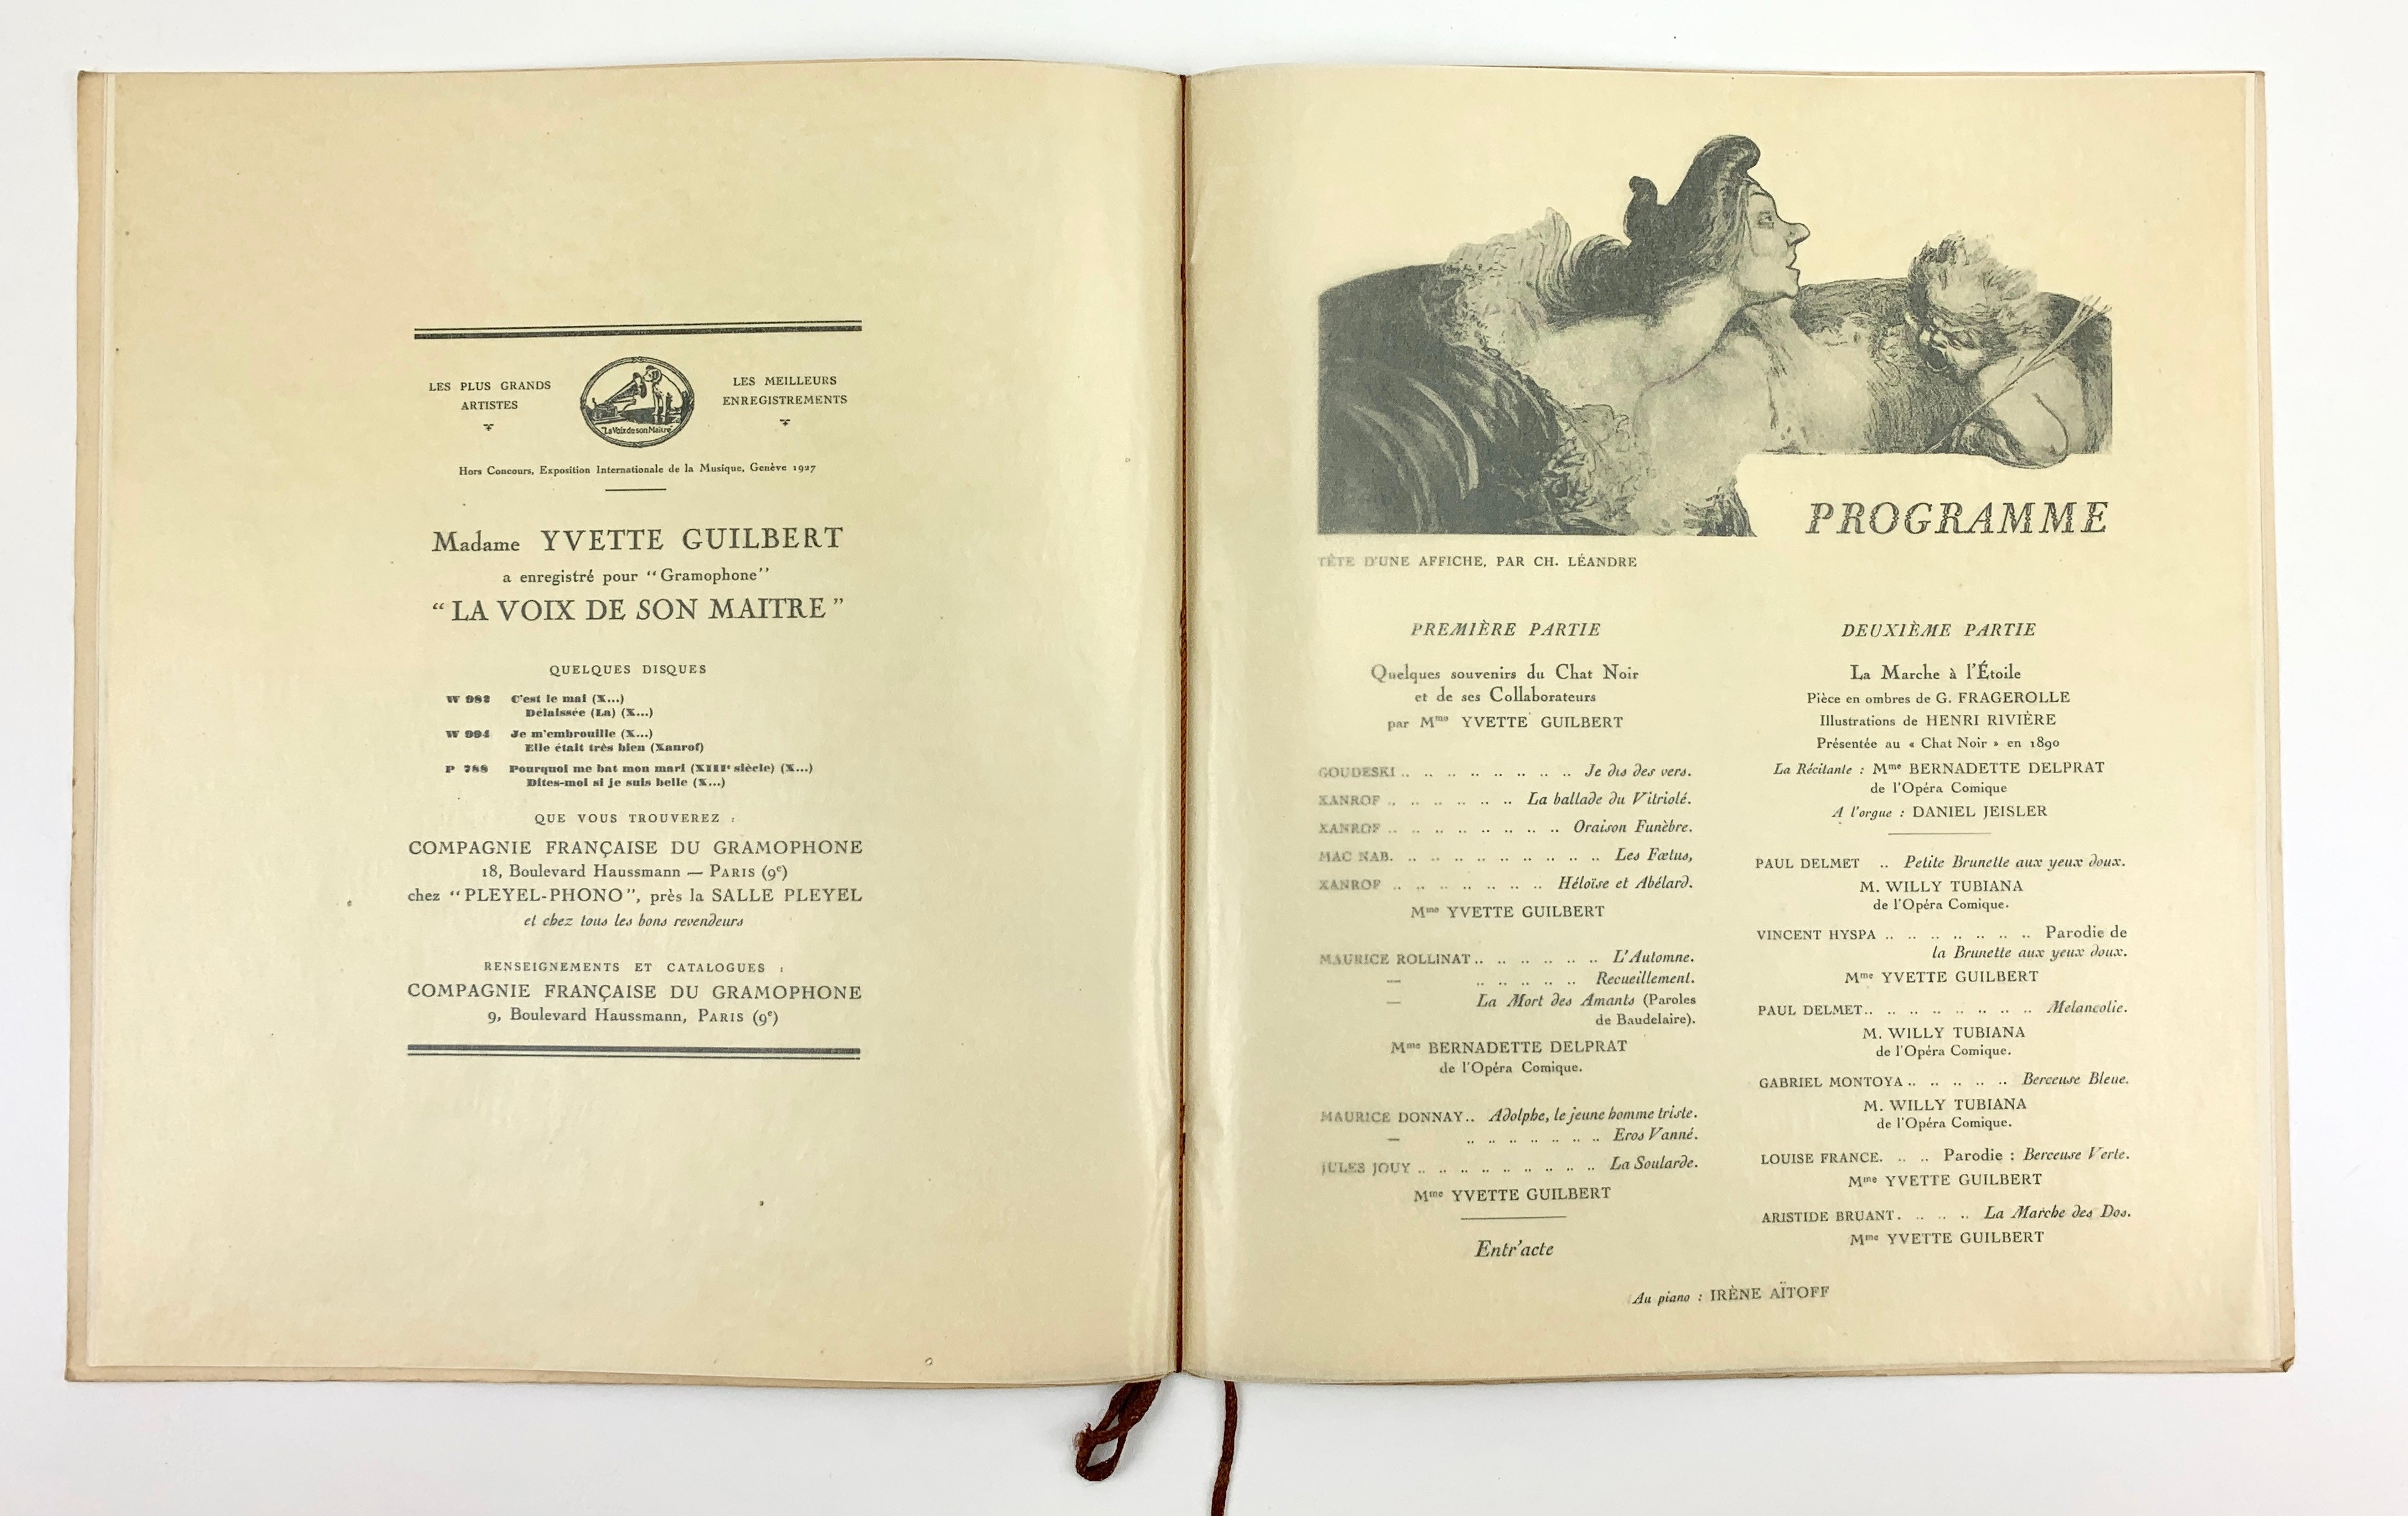 LES PLUS GRANDS
ARTISTES
La Voix de son Maître
LES MEILLEURS
ENREGISTREMENTS
Hors Concours, Exposition Internationale de la Musique, Genève 1927
Madame YVETTE GUILBERT
a enregistré pour “Gramophone”
“LA VOIX DE SON MAITRE”
QUELQUES DISQUES
W 982 C'est le mai (X...)
Délaissée (La) (X...)
W 994 Je m'embrouille (X...)
Elle était très bien (Xanrof)
P 788 Pourquoi me bat mon mari (XIIIe siècle) (X...)
Dites-moi si je suis belle (X...)
QUE VOUS TROUVEREZ :
COMPAGNIE FRANÇAISE DU GRAMOPHONE
18, Boulevard Haussmann — PARIS (9e)
chez “PLEYEL-PHONO”, près la SALLE PLEYEL
et chez tous les bons revendeurs
RENSEIGNEMENTS ET CATALOGUES :
COMPAGNIE FRANÇAISE DU GRAMOPHONE
9, Boulevard Haussmann, PARIS (9e)
PROGRAMME
TÊTE D'UNE AFFICHE, PAR CH. LÉANDRE
PREMIÈRE PARTIE
Quelques souvenirs du Chat Noir
et de ses Collaborateurs
par Mme YVETTE GUILBERT
GOUDESKI .. .. .. .. .. .. .. .. Je dis des vers.
XANROF .. .. .. .. .. .. La ballade du Vitriolé.
XANROF .. .. .. .. .. .. .. .. Oraison Funèbre.
MAC NAB. .. .. .. .. .. .. .. .. .. Les Fœtus,
XANROF .. .. .. .. .. .. .. Héloïse et Abélard.
Mme YVETTE GUILBERT
MAURICE ROLLINAT .. .. .. .. .. .. L'Automne.
— .. .. .. .. .. Recueillement.
— La Mort des Amants (Paroles
de Baudelaire).
Mme BERNADETTE DELPRAT
de l'Opéra Comique.
MAURICE DONNAY .. Adolphe, le jeune homme triste.
— .. .. .. .. .. .. .. Eros Vanné.
JULES JOUY .. .. .. .. .. .. .. .. .. La Soularde.
Mme YVETTE GUILBERT
Entr'acte
DEUXIÈME PARTIE
La Marche à l'Étoile
Pièce en ombres de G. FRAGEROLLE
Illustrations de HENRI RIVIÈRE
Présentée au « Chat Noir » en 1890
La Récitante : Mme BERNADETTE DELPRAT
de l'Opéra Comique
A l'orgue : DANIEL JEISLER
PAUL DELMET .. Petite Brunette aux yeux doux.
M. WILLY TUBIANA
de l'Opéra Comique.
VINCENT HYSPA .. .. .. .. .. .. .. Parodie de
la Brunette aux yeux doux.
Mme YVETTE GUILBERT
PAUL DELMET .. .. .. .. .. .. .. .. Melancolie.
M. WILLY TUBIANA
de l'Opéra Comique.
GABRIEL MONTOYA .. .. .. .. .. Berceuse Bleue.
M. WILLY TUBIANA
de l'Opéra Comique.
LOUISE FRANCE. .. .. Parodie : Berceuse Verte.
Mme YVETTE GUILBERT
ARISTIDE BRUANT. .. .. .. La Marche des Dos.
Mme YVETTE GUILBERT
Au piano : IRÈNE AÏTOFF